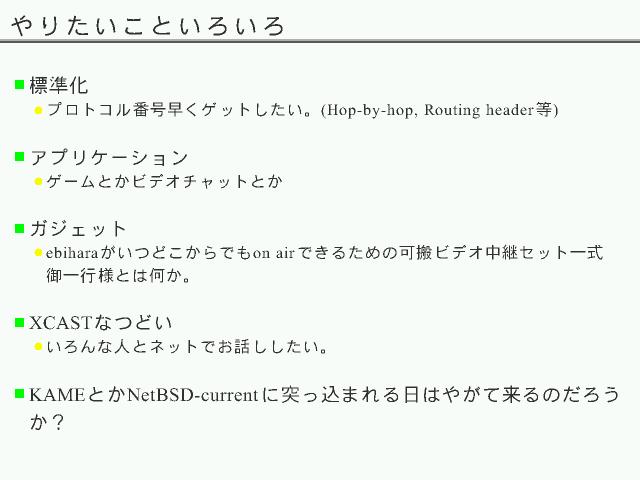 やりたいこといろいろ
標準化
プロトコル番号早くゲットしたい。(Hop-by-hop, Routing header等)
アプリケーション
ゲームとかビデオチャットとか
ガジェット
ebiharaがいつどこからでもon airできるための可搬ビデオ中継セット一式
御一行様とは何か。
XCASTなつどい
いろんな人とネットでお話ししたい。
KAMEとかNetBSD-currentに突っ込まれる日はやがて来るのだろう
か？